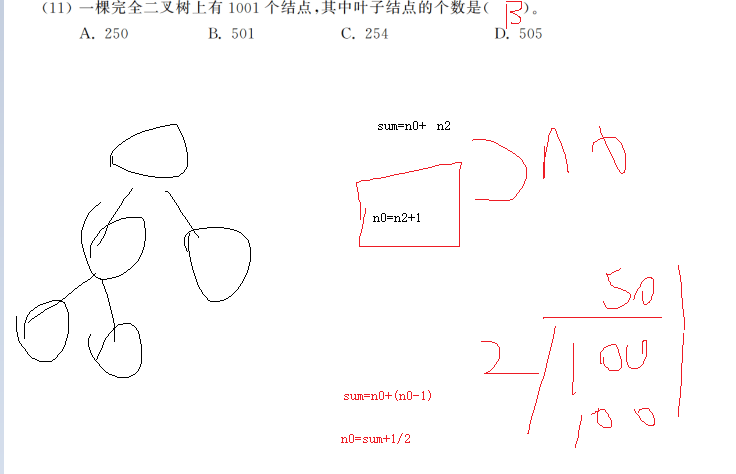 (11) 一棵完全二叉树上有 1001 个结点,其中叶子结点的个数是( B )。
A. 250 B. 501 C. 254 D. 505
sum=n0+ n2
n0
n0=n2+1
50
2 100
100
sum=n0+(n0-1)
n0=sum+1/2